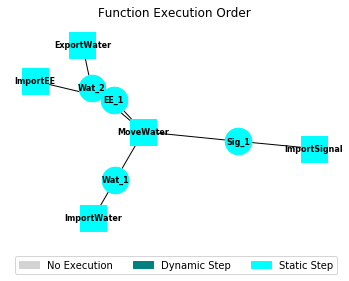 Function Execution Order
ExportWater
ImportEE
Wat_2
EE_1
MoveWater
Sig_1
ImportSignal
Wat_1
ImportWater
No Execution
Dynamic Step
Static Step